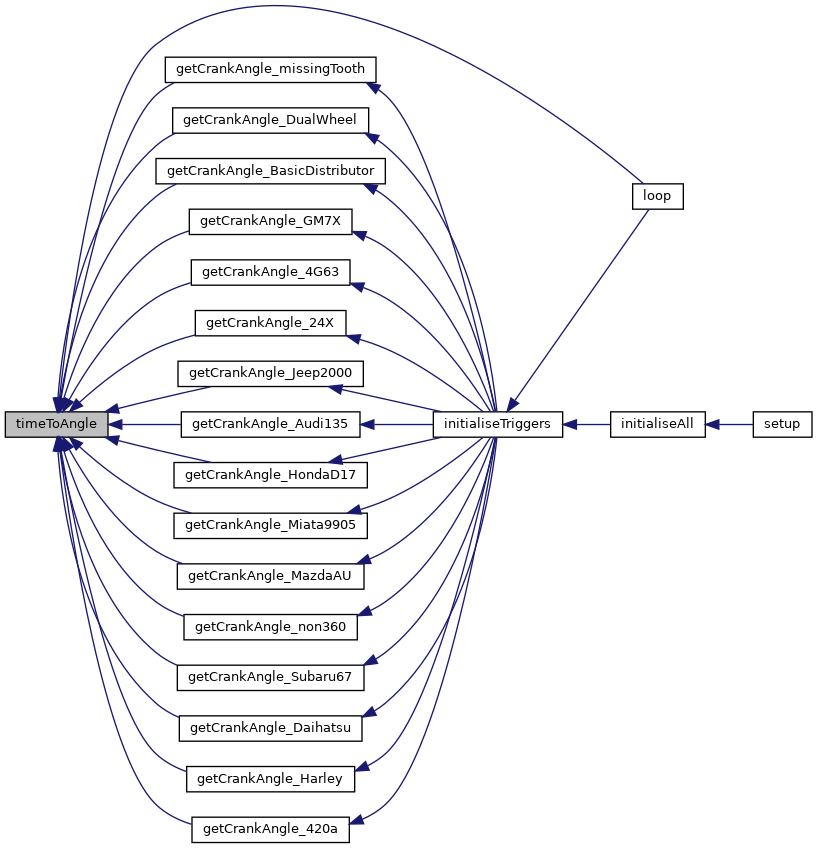 getCrankAngle_missingTooth
getCrankAngle_DualWheel
getCrankAngle_BasicDistributor
loop
getCrankAngle_GM7X
getCrankAngle_4G63
getCrankAngle_24X
getCrankAngle_Jeep2000
timeToAngle
getCrankAngle_Audi135
initialiseTriggers
initialiseAll
setup
getCrankAngle_HondaD17
getCrankAngle_Miata9905
getCrankAngle_MazdaAU
getCrankAngle_non360
getCrankAngle_Subaru67
getCrankAngle_Daihatsu
getCrankAngle_Harley
getCrankAngle_420a